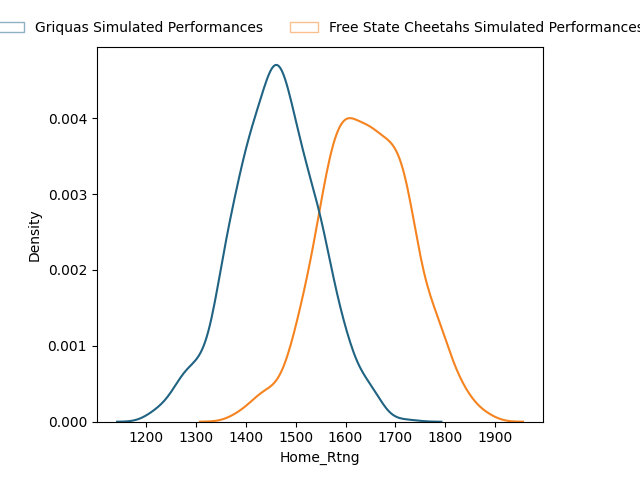 Griquas Simulated Performances Free State Cheetahs Simulated Performances
0.004
0.003
0.002
0.001
0.000
Density
1200 1300 1400 1500 1600 1700 1800 1900
Home_Rtng